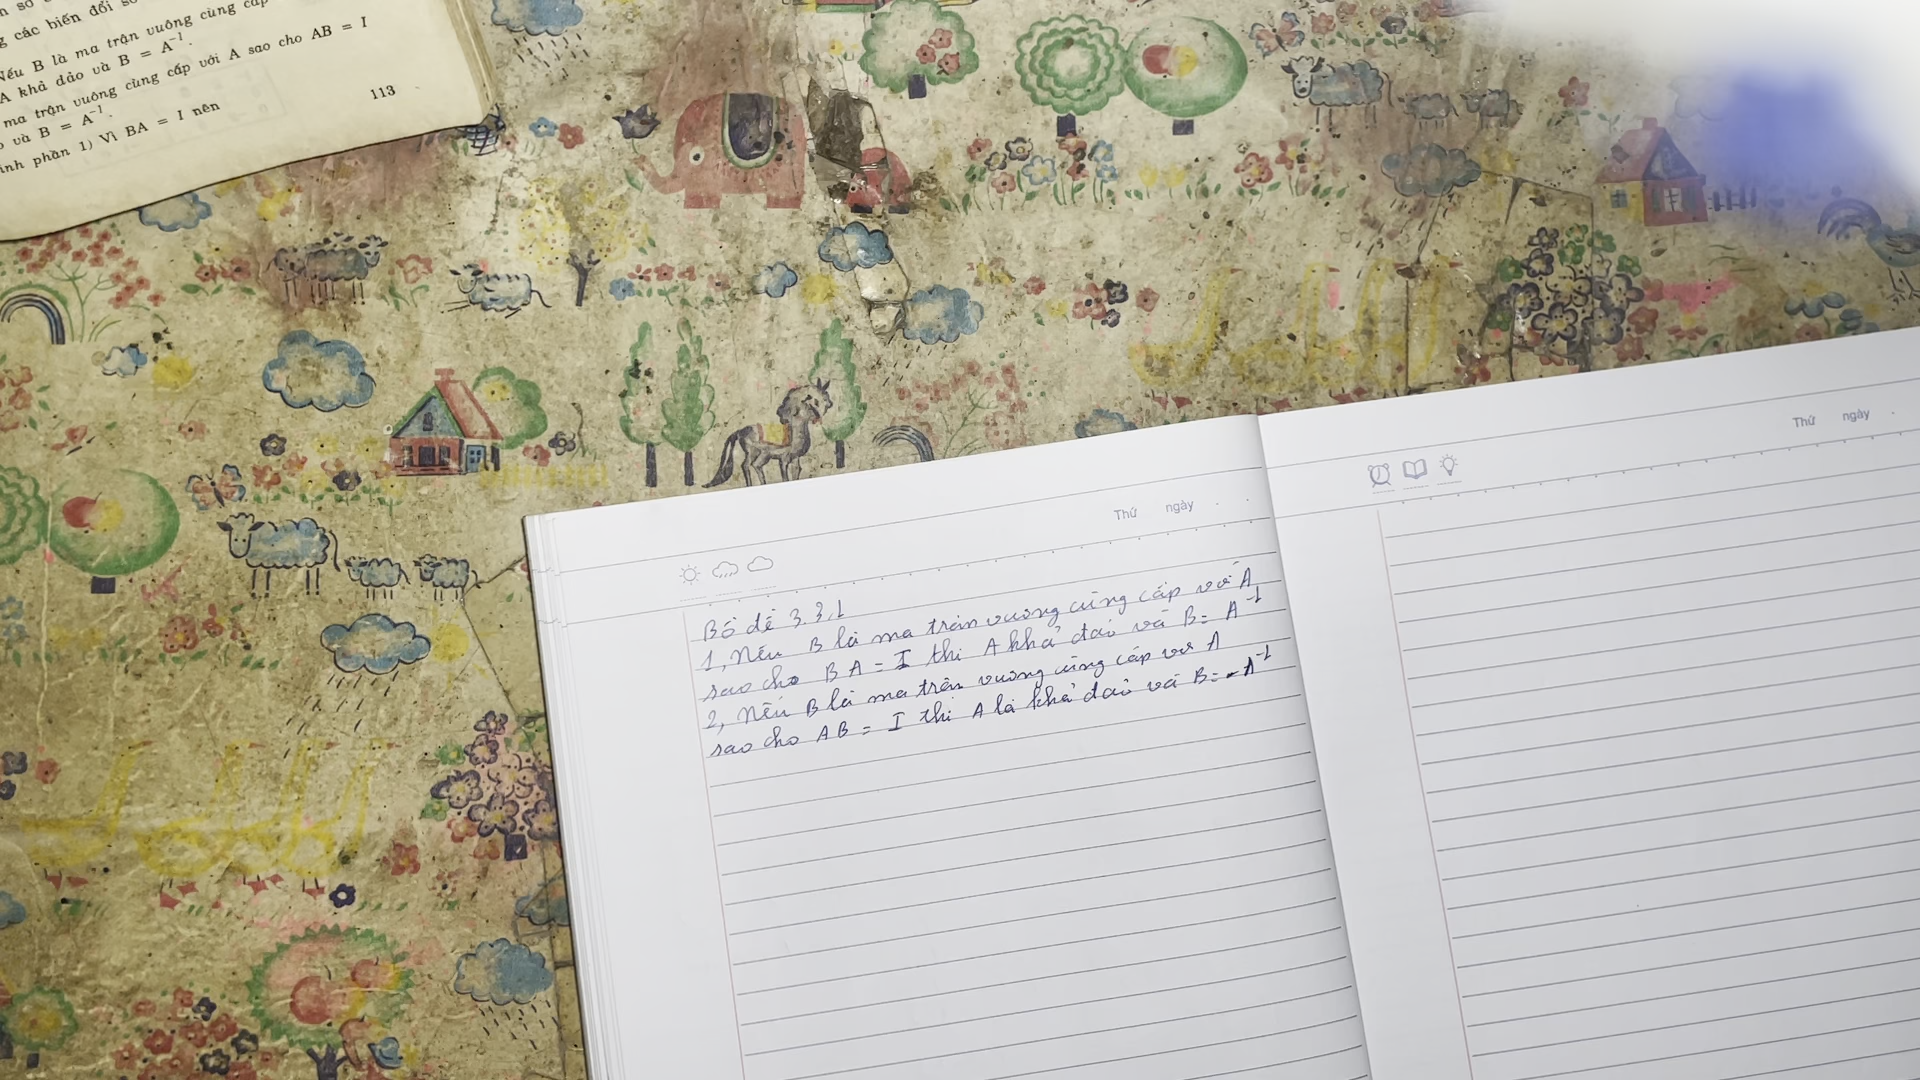 các biến đổi số
Nếu B là ma trận vuông cùng cấp
A khả đảo và B = A⁻¹.
ma trận vuông cùng cấp với A sao cho AB = I
và B = A⁻¹.
minh phần 1) Vì BA = I nên
113
Thứ ngày
Bổ đề 3.3.1
1, Nếu B là ma trận vuông cùng cấp với A
sao cho BA = I thì A khả đảo và B = A⁻¹
2, Nếu B là ma trận vuông cùng cấp với A
sao cho AB = I thì A là khả đảo và B = A⁻¹
Thứ ngày